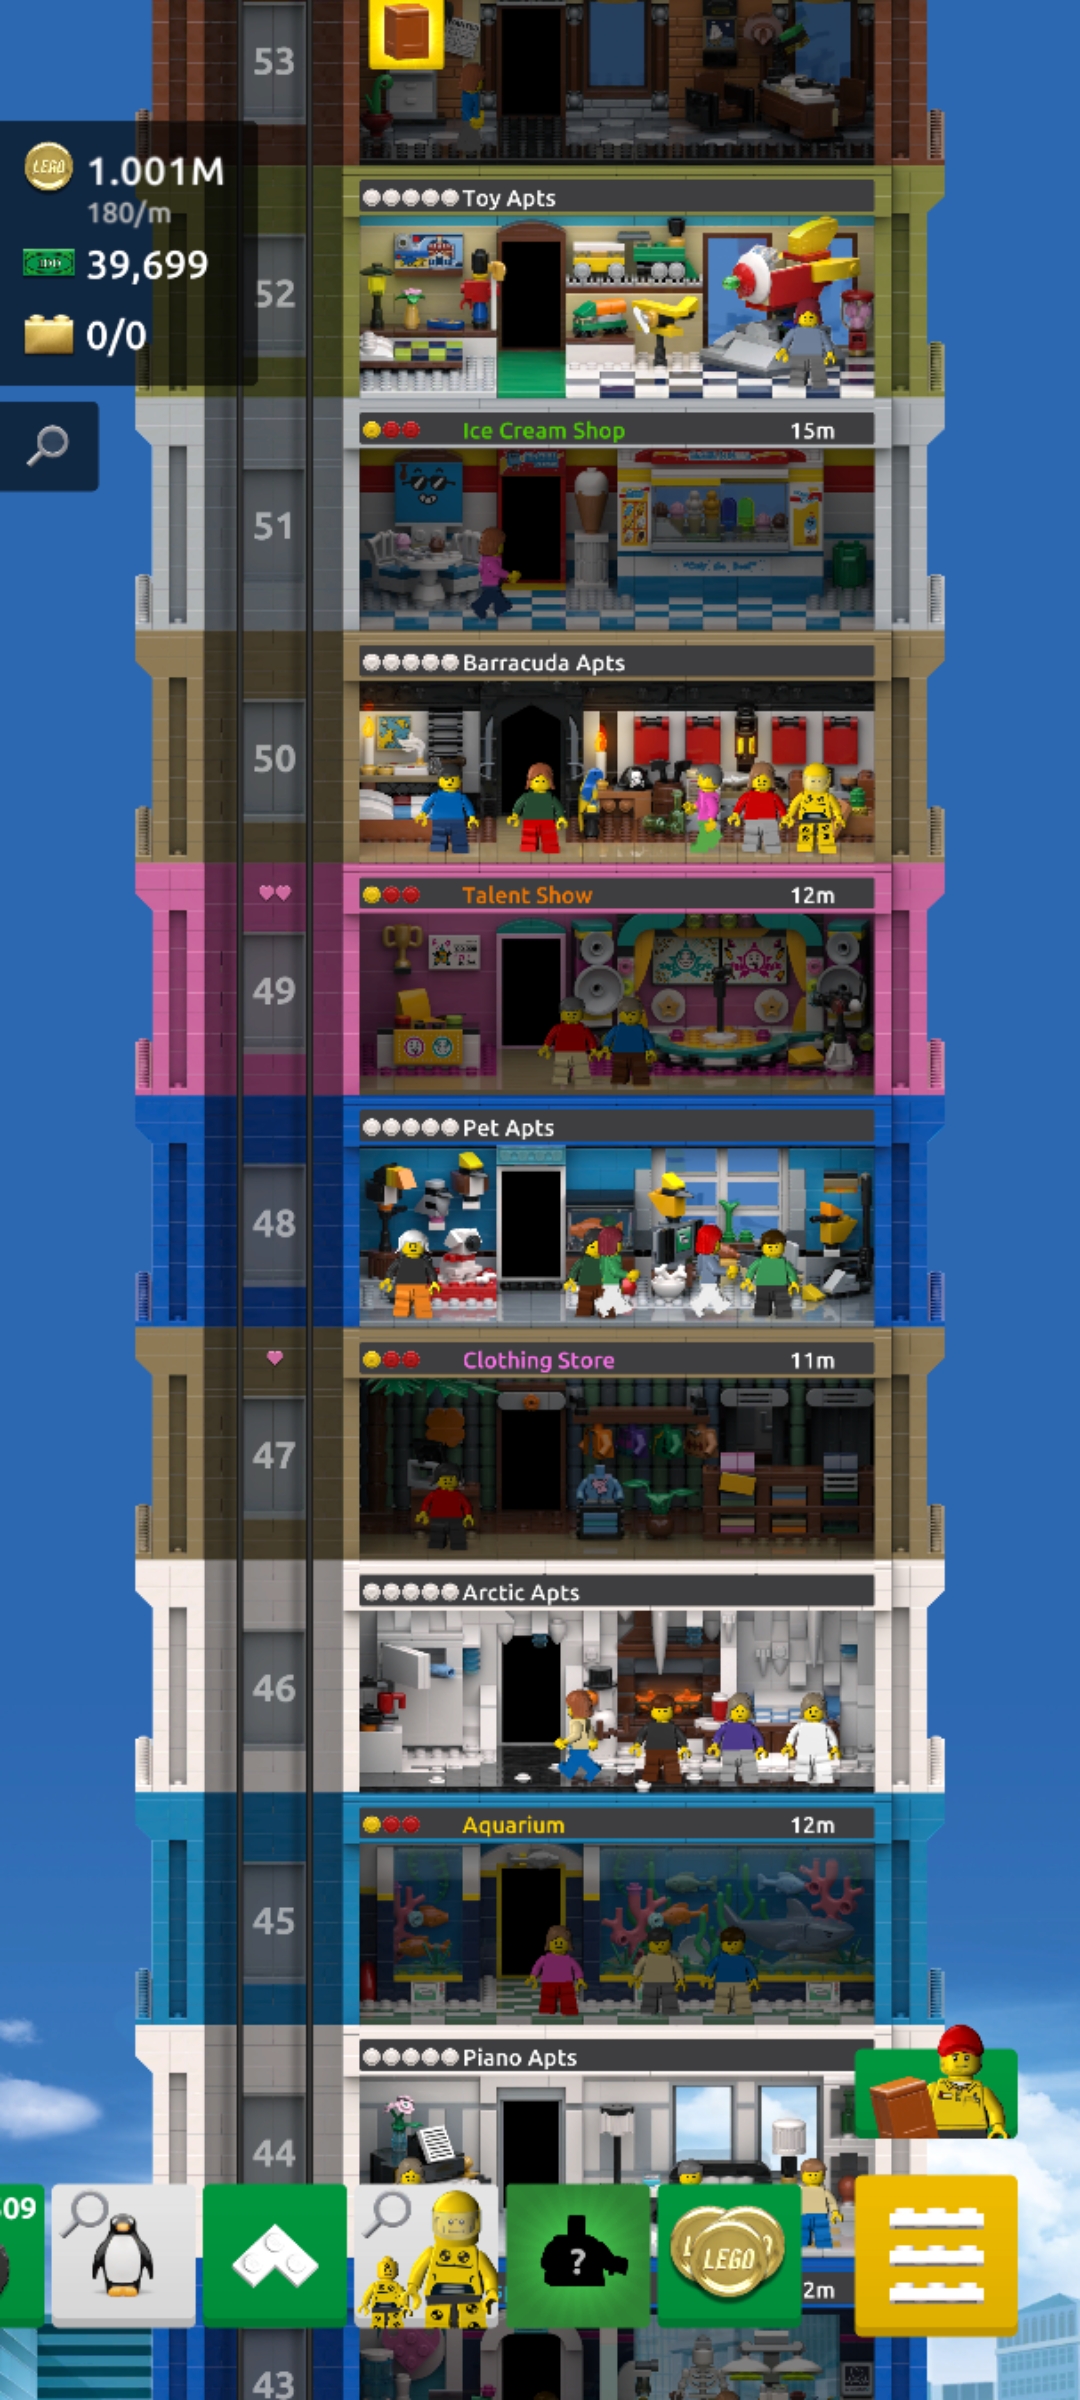 53
LEGO 1.001M
180/m
39,699
0/0
Toy Apts
52
Ice Cream Shop 15m
51
Barracuda Apts
50
Talent Show 12m
49
Pet Apts
48
Clothing Store 11m
47
Arctic Apts
46
Aquarium 12m
45
Piano Apts
44
09
?
LEGO
2m
43